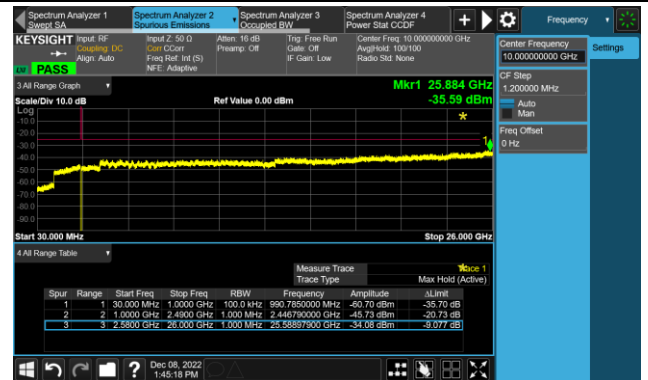 Spectrum Analyzer 1
Swept SA
Spectrum Analyzer 2
Spurious Emissions
Spectrum Analyzer 3
Occupied BW
Spectrum Analyzer 4
Power Stat CCDF
Frequency
KEYSIGHT
Input: RF
Coupling: DC
Align: Auto
Input Z: 50 Ω
Corr CCorr
Freq Ref: Int (S)
NFE: Adaptive
Atten: 16 dB
Preamp: Off
Trig: Free Run
Gate: Off
IF Gain: Low
Center Freq: 10.000000000 GHz
Avg|Hold: 100/100
Radio Std: None
LXI
PASS
Center Frequency
10.000000000 GHz
Settings
CF Step
1.200000 MHz
Auto
Man
Freq Offset
0 Hz
3 All Range Graph
Mkr1 25.884 GHz
Scale/Div 10.0 dB
Ref Value 0.00 dBm
-35.59 dBm
Log
-10.0
-20.0
-30.0
-40.0
-50.0
-60.0
-70.0
-80.0
-90.0
1
Start 30.000 MHz
Stop 26.000 GHz
4 All Range Table
Measure Trace
Trace 1
Trace Type
Max Hold (Active)
Spur Range Start Freq Stop Freq RBW Frequency Amplitude ΔLimit
1 1 30.000 MHz 1.0000 GHz 100.0 kHz 990.7850000 MHz -60.70 dBm -35.70 dB
2 2 1.0000 GHz 2.4900 GHz 1.000 MHz 2.446790000 GHz -45.73 dBm -20.73 dB
3 3 2.5800 GHz 26.000 GHz 1.000 MHz 25.58897900 GHz -34.08 dBm -9.077 dB
Dec 08, 2022
1:45:18 PM